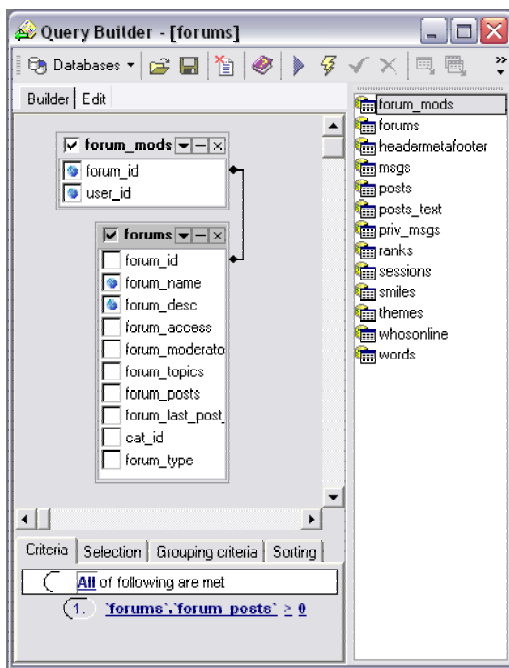 Query Builder - [forums]
Databases
Builder Edit
forum_mods
forum_id
user_id
forums
forum_id
forum_name
forum_desc
forum_access
forum_moderato
forum_topics
forum_posts
forum_last_post_
cat_id
forum_type
forum_mods
forums
headermetafooter
msgs
posts
posts_text
priv_msgs
ranks
sessions
smiles
themes
whosonline
words
Criteria Selection Grouping criteria Sorting
All of following are met
1. `forums`.`forum_posts` ≥ 0